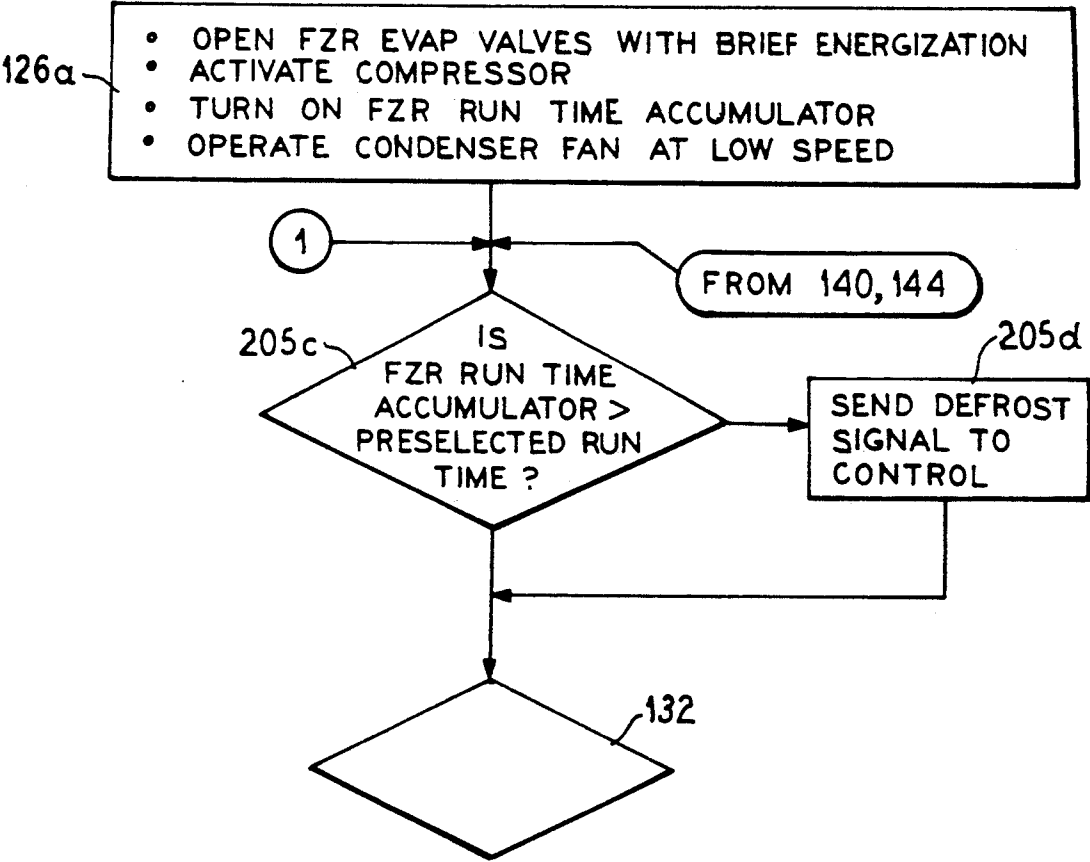 126a
• OPEN FZR EVAP VALVES WITH BRIEF ENERGIZATION
• ACTIVATE COMPRESSOR
• TURN ON FZR RUN TIME ACCUMULATOR
• OPERATE CONDENSER FAN AT LOW SPEED
1
FROM 140, 144
205c
IS
FZR RUN TIME
ACCUMULATOR >
PRESELECTED RUN
TIME ?
205d
SEND DEFROST
SIGNAL TO
CONTROL
132